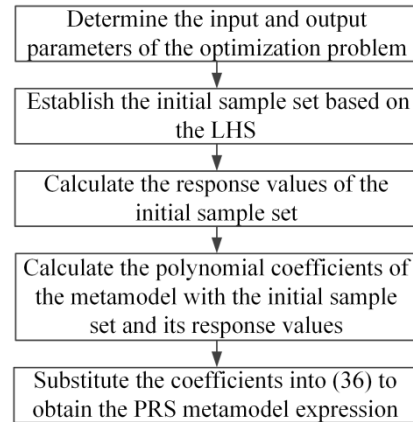 Determine the input and output
parameters of the optimization problem
Establish the initial sample set based on
the LHS
Calculate the response values of the
initial sample set
Calculate the polynomial coefficients of
the metamodel with the initial sample
set and its response values
Substitute the coefficients into (36) to
obtain the PRS metamodel expression